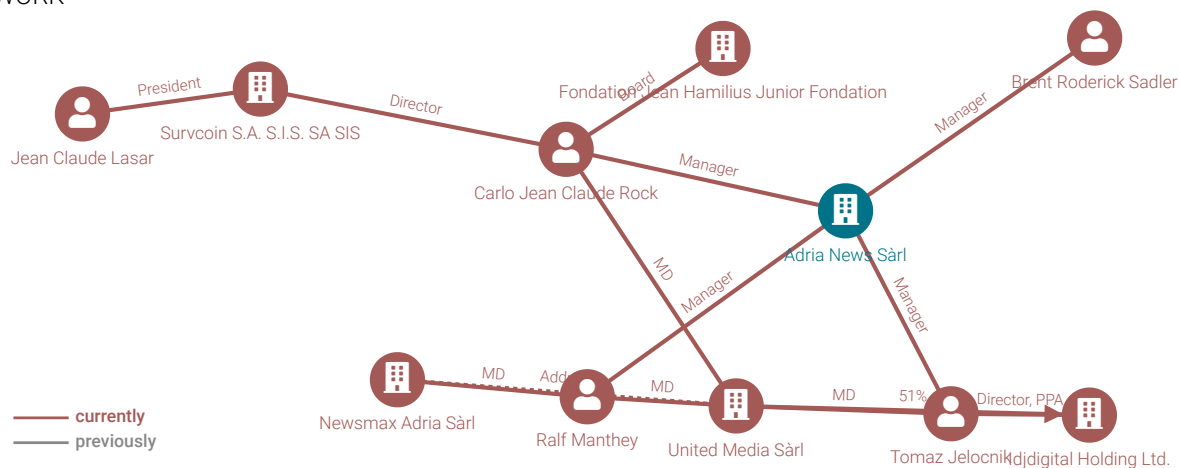 President
Director
Board
Fondation Jean Hamilius Junior Fondation
Brent Roderick Sadler
Manager
Survcoin S.A. S.I.S. SA SIS
Jean Claude Lasar
Manager
Carlo Jean Claude Rock
Adria News Sàrl
MD
Manager
Manager
MD
MD
MD
51%
Director, PPA
currently
previously
Newsmax Adria Sàrl
Ralf Manthey
United Media Sàrl
Tomaz Jelocnik
Holding Ltd.